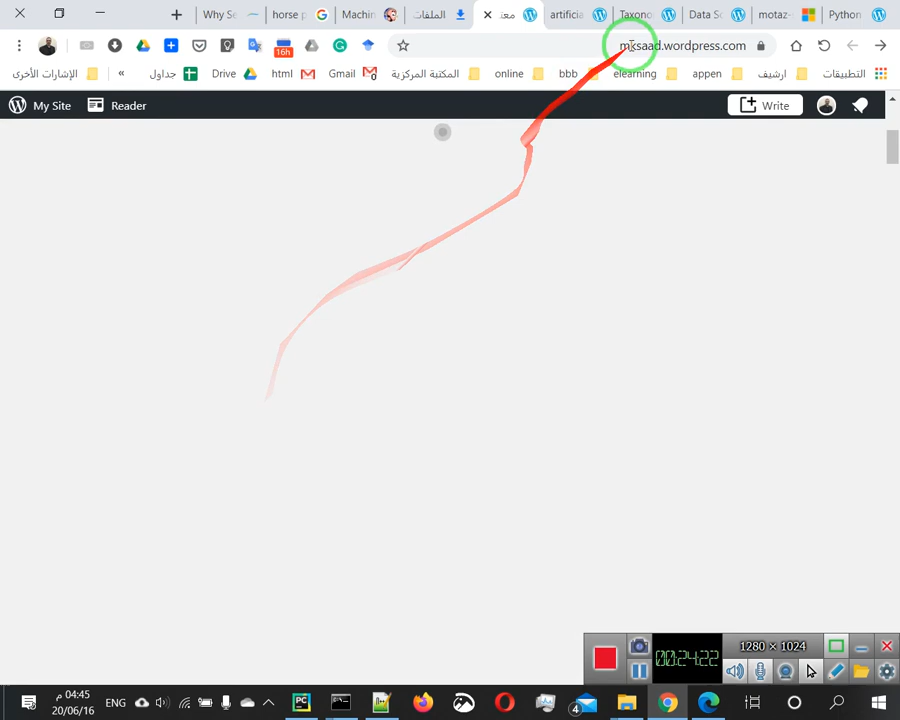 Why Se
horse p
Machin
الملفات
معت
artificia
Taxono
Data Sc
motaz-
Python
16h
mksaad.wordpress.com
الإشارات الأخرى
»
جداول
Drive
html
Gmail
المكتبة المركزية
online
bbb
elearning
appen
ارشيف
التطبيقات
My Site
Reader
Write
1280 × 1024
00:24:22
04:45 م
ENG
4
20/06/16